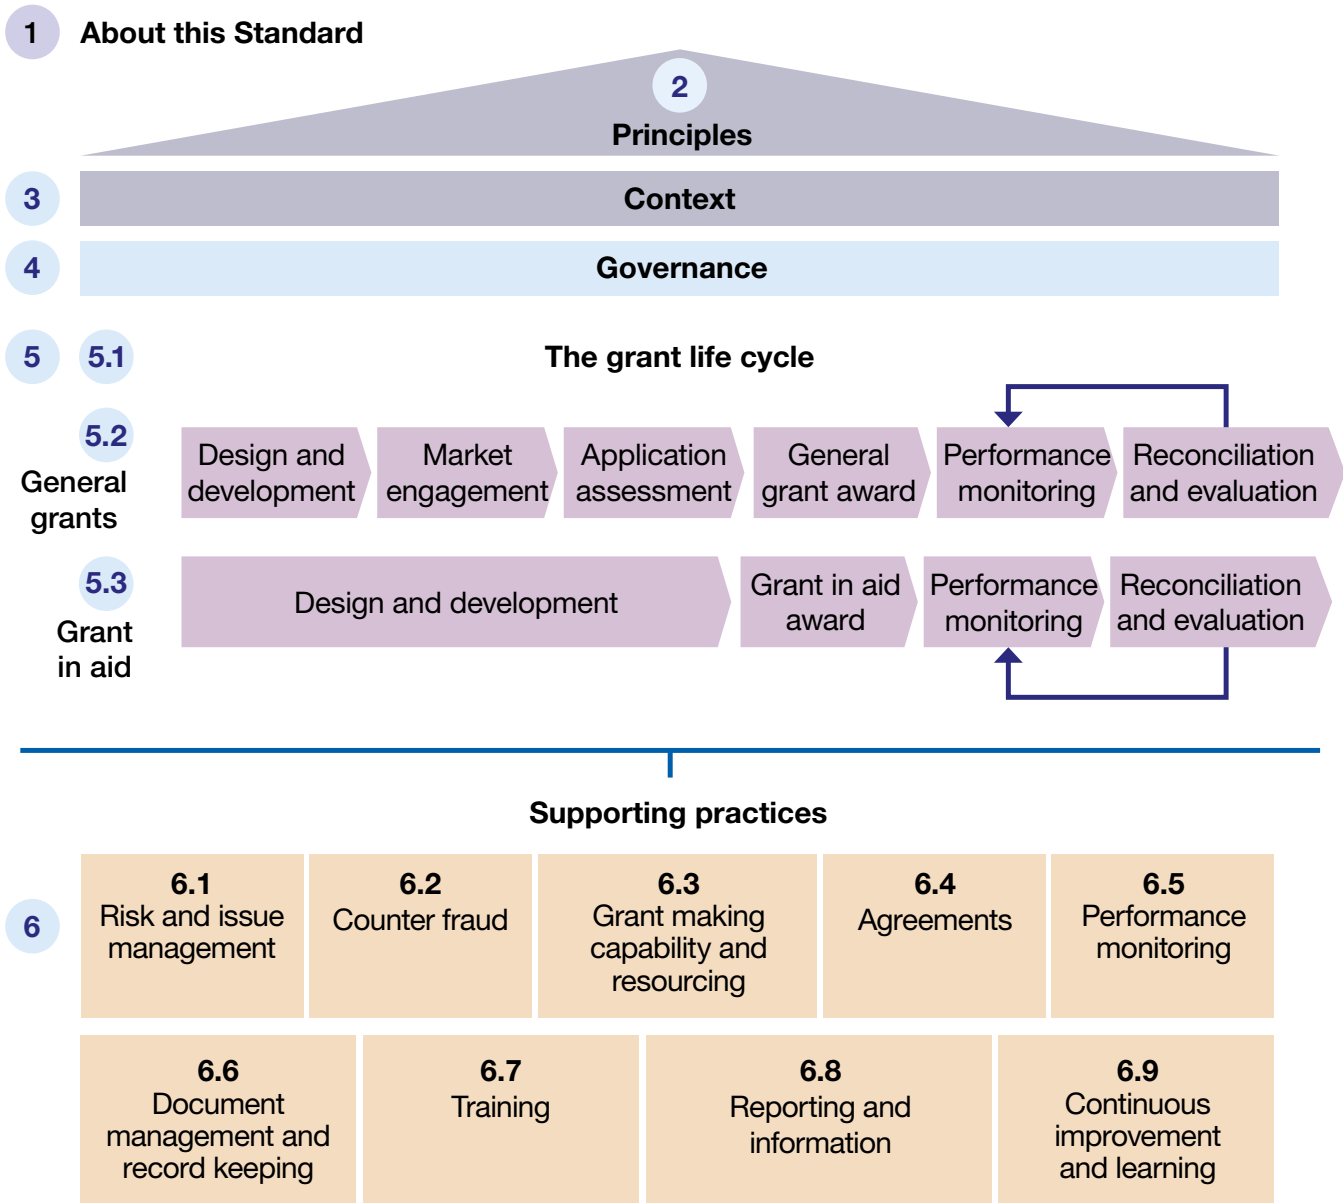 1 About this Standard
2
Principles
3 Context
4 Governance
5 5.1 The grant life cycle
5.2
General
grants
Design and
development
Market
engagement
Application
assessment
General
grant award
Performance
monitoring
Reconciliation
and evaluation
5.3
Grant
in aid
Design and development
Grant in aid
award
Performance
monitoring
Reconciliation
and evaluation
Supporting practices
6
6.1
Risk and issue
management
6.2
Counter fraud
6.3
Grant making
capability and
resourcing
6.4
Agreements
6.5
Performance
monitoring
6.6
Document
management and
record keeping
6.7
Training
6.8
Reporting and
information
6.9
Continuous
improvement
and learning